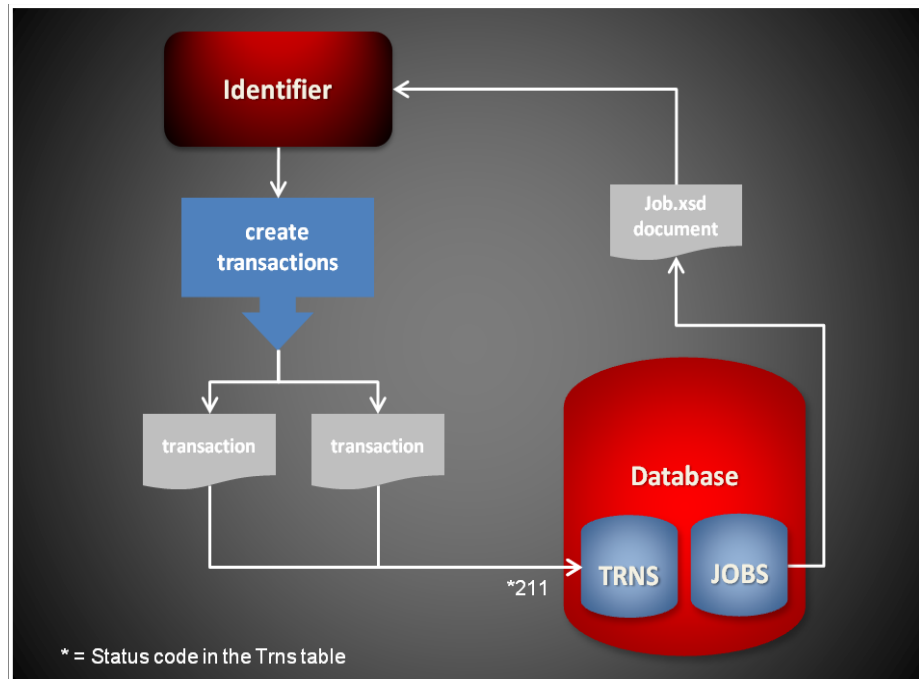 Identifier
Job.xsd
document
create
transactions
transaction
transaction
Database
TRNS
JOBS
*211
* = Status code in the Trns table